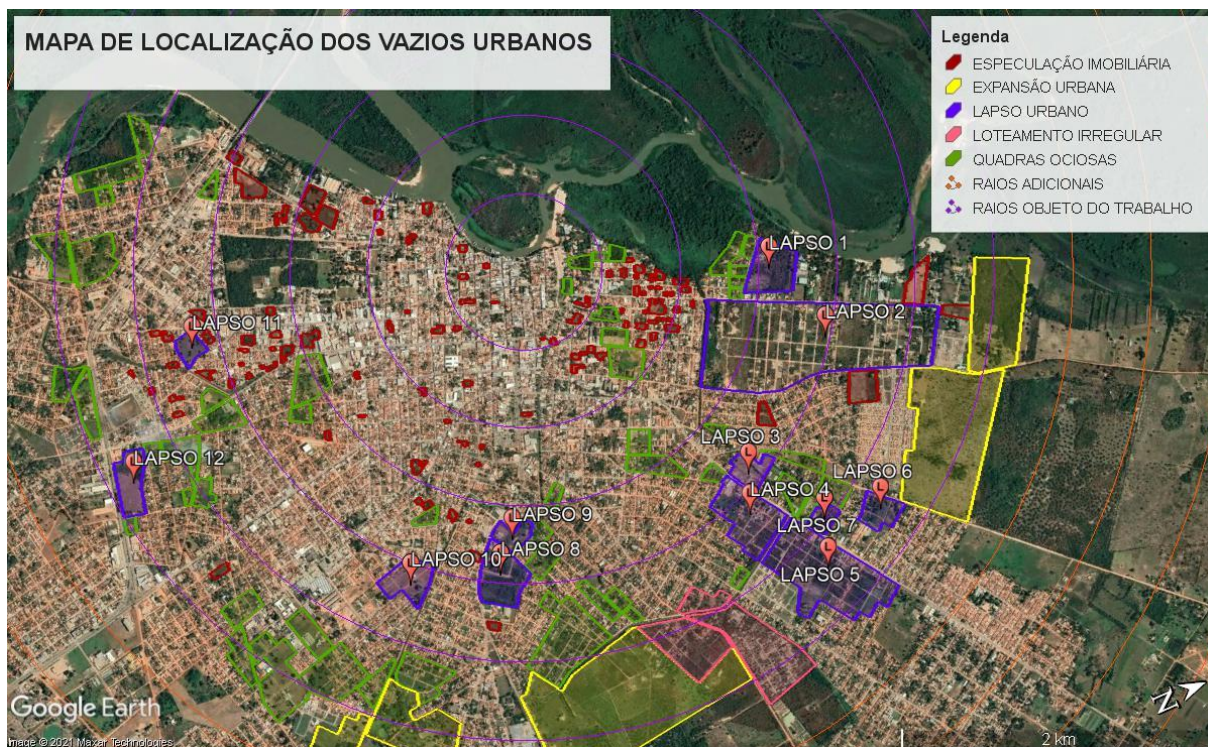 MAPA DE LOCALIZAÇÃO DOS VAZIOS URBANOS
Legenda
ESPECULAÇÃO IMOBILIÁRIA
EXPANSÃO URBANA
LAPSO URBANO
LOTEAMENTO IRREGULAR
QUADRAS OCIOSAS
RAIOS ADICIONAIS
RAIOS OBJETO DO TRABALHO
LAPSO 1
LAPSO 2
LAPSO 11
LAPSO 3
LAPSO 12
LAPSO 6
LAPSO 4
LAPSO 9
LAPSO 7
LAPSO 8
LAPSO 10
LAPSO 5
Google Earth
Image © 2021 Maxar Technologies
2 km
N